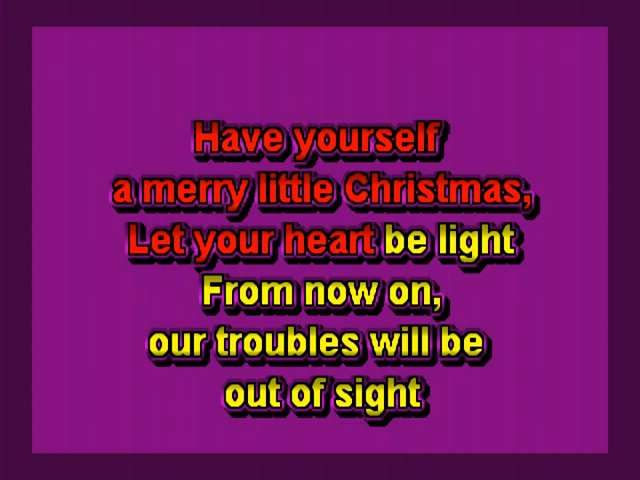 Have yourself
a merry little Christmas,
Let your heart be light
From now on,
our troubles will be
out of sight